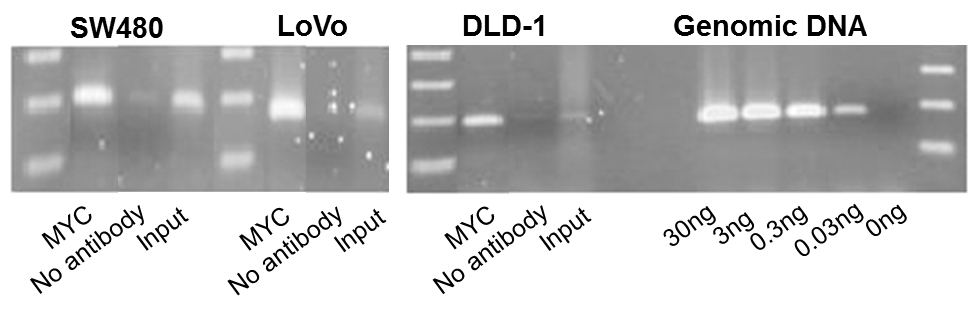 SW480 LoVo DLD-1 Genomic DNA
MYC No antibody Input MYC No antibody Input MYC No antibody Input 30ng 3ng 0.3ng 0.03ng 0ng